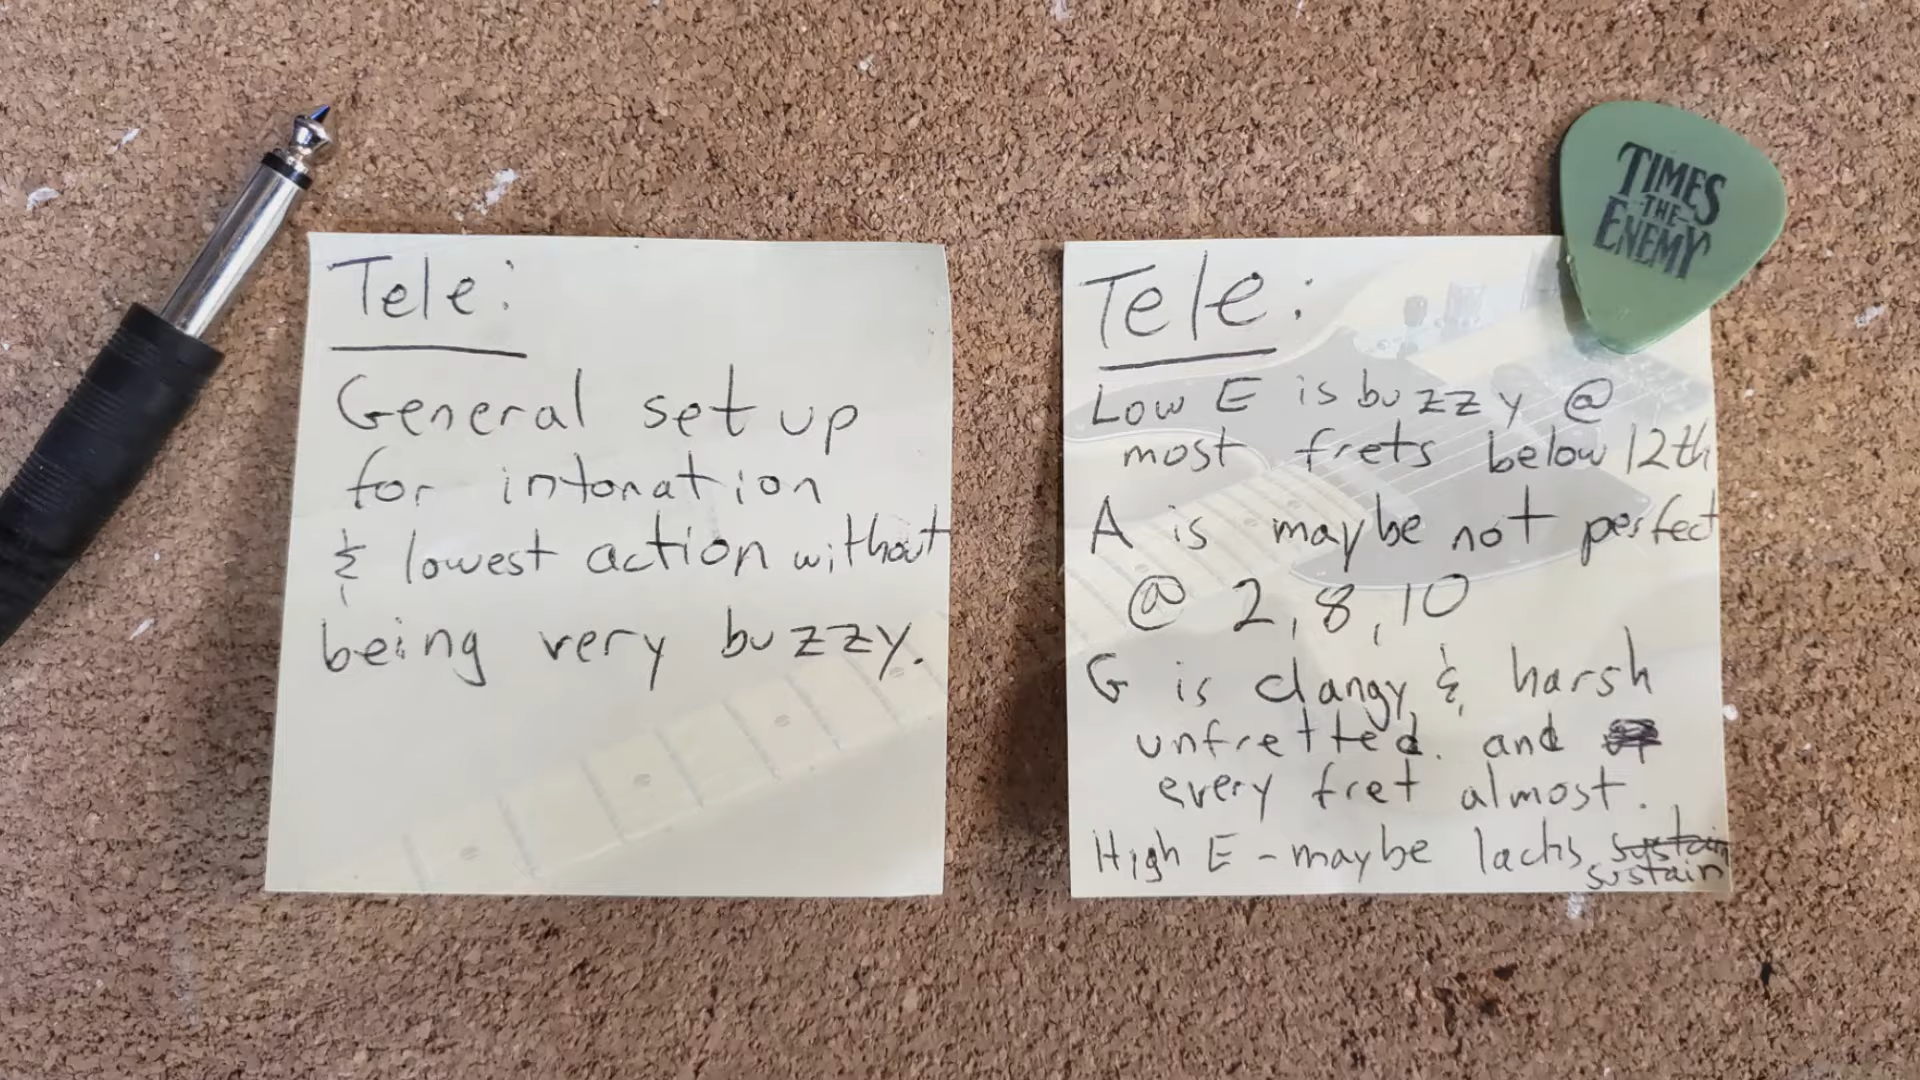 Tele:
General set up
for intonation
& lowest action without
being very buzzy.
TIMES
THE
ENEMY
Tele:
Low E is buzzy @
most frets below 12th
A is maybe not perfect
@ 2, 8, 10
G is clangy & harsh
unfretted. and
every fret almost.
High E - maybe lacks sustain
sustain